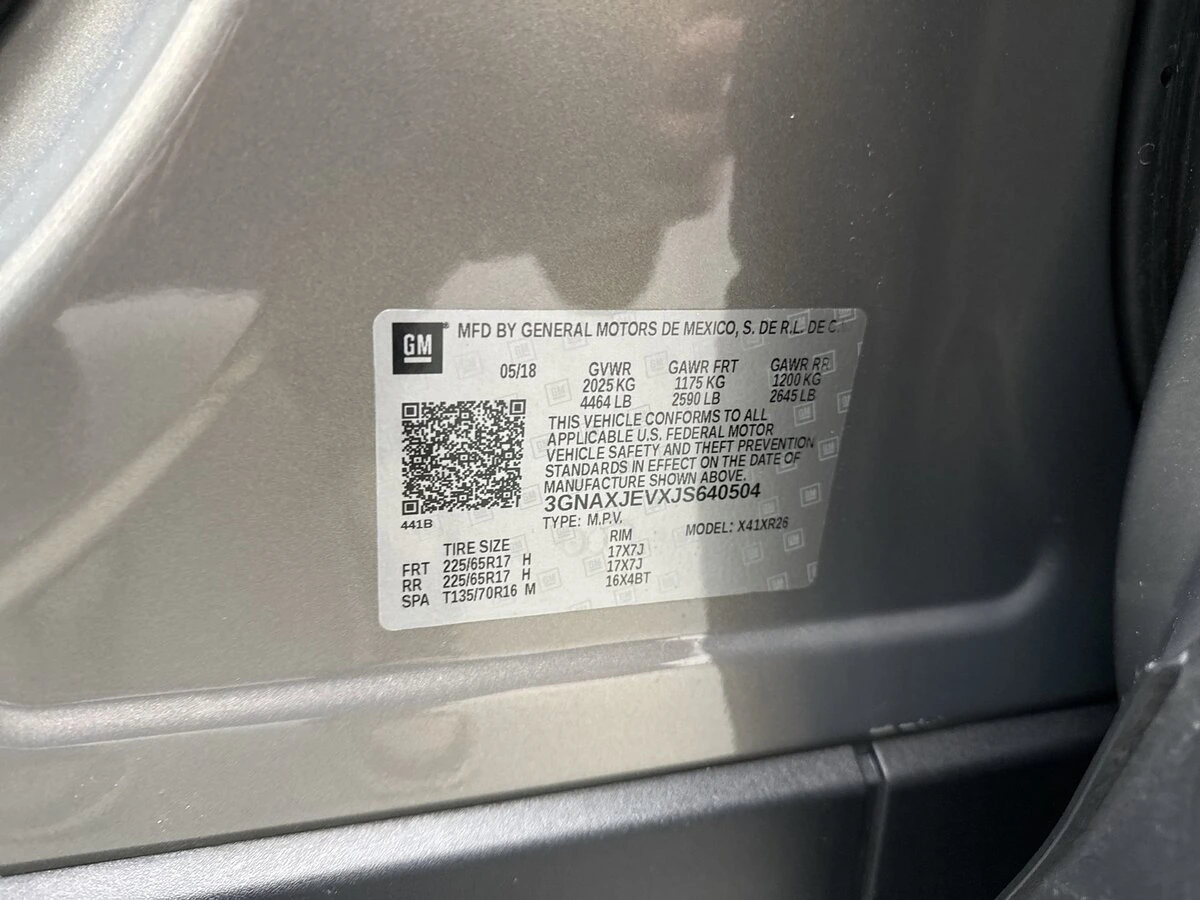 GM
MFD BY GENERAL MOTORS DE MEXICO, S. DE R.L. DE C.
05/18 GVWR GAWR FRT GAWR RR
2025 KG 1175 KG 1200 KG
4464 LB 2590 LB 2645 LB
THIS VEHICLE CONFORMS TO ALL
APPLICABLE U.S. FEDERAL MOTOR
VEHICLE SAFETY AND THEFT PREVENTION
STANDARDS IN EFFECT ON THE DATE OF
MANUFACTURE SHOWN ABOVE.
3GNAXJEVXJS640504
441B
TYPE: M.P.V. MODEL: X41XR26
TIRE SIZE RIM
FRT 225/65R17 H 17X7J
RR 225/65R17 H 17X7J
SPA T135/70R16 M 16X4BT